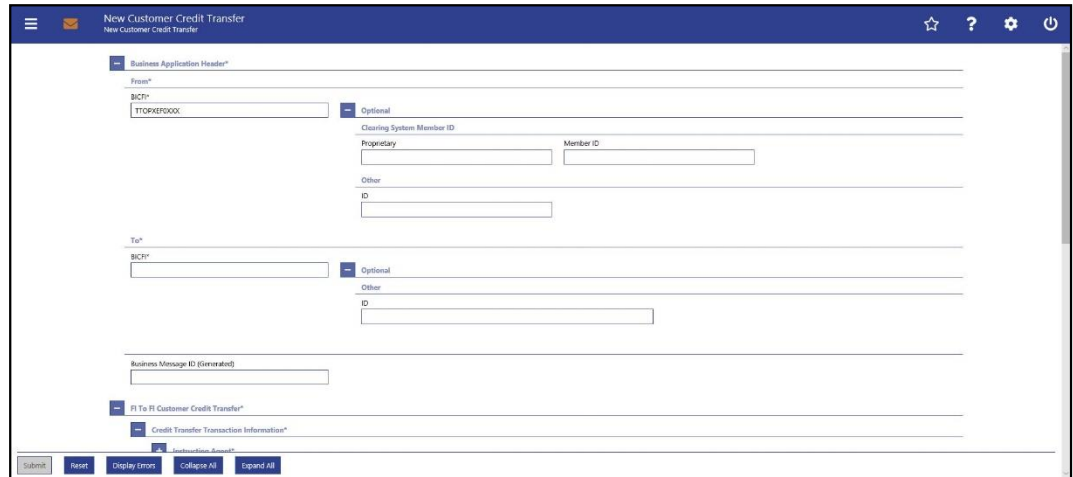 New Customer Credit Transfer
New Customer Credit Transfer
?
Business Application Header*
From*
BICFI*
TTOPXEF0XXX
Optional
Clearing System Member ID
Proprietary Member ID
Other
ID
To*
BICFI*
Optional
Other
ID
Business Message ID (Generated)
FI To FI Customer Credit Transfer*
Credit Transfer Transaction Information*
Instructing Agent*
Submit Reset Display Errors Collapse All Expand All